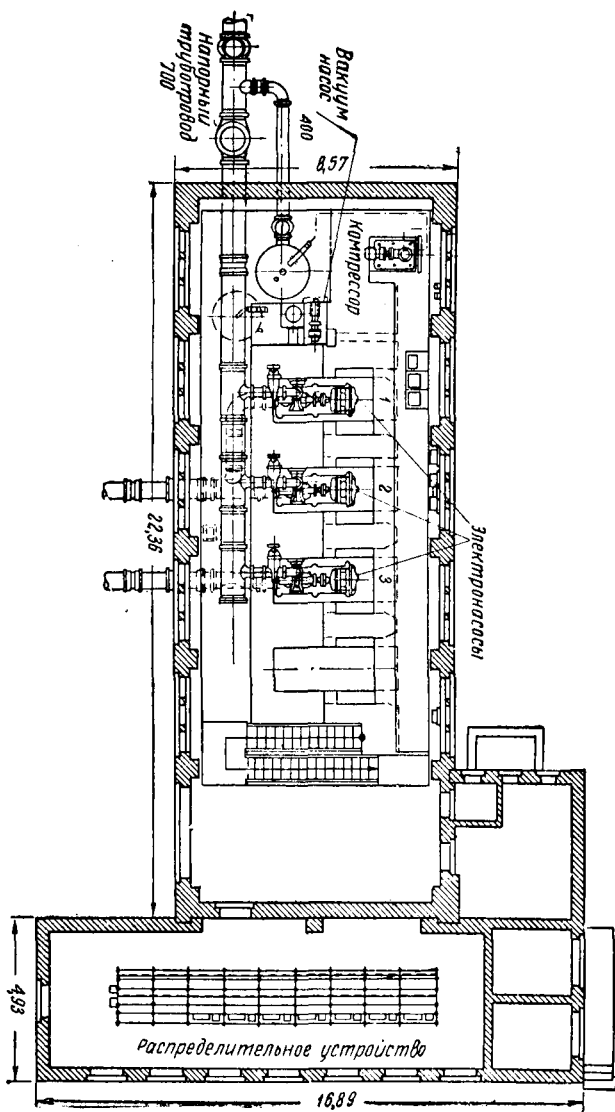 Напорный
трубопровод
700
Вакуум
насос
400
8,57
Компрессор
4
1
2
3
Электронасосы
22,36
4,93
Распределительное устройство
16,89